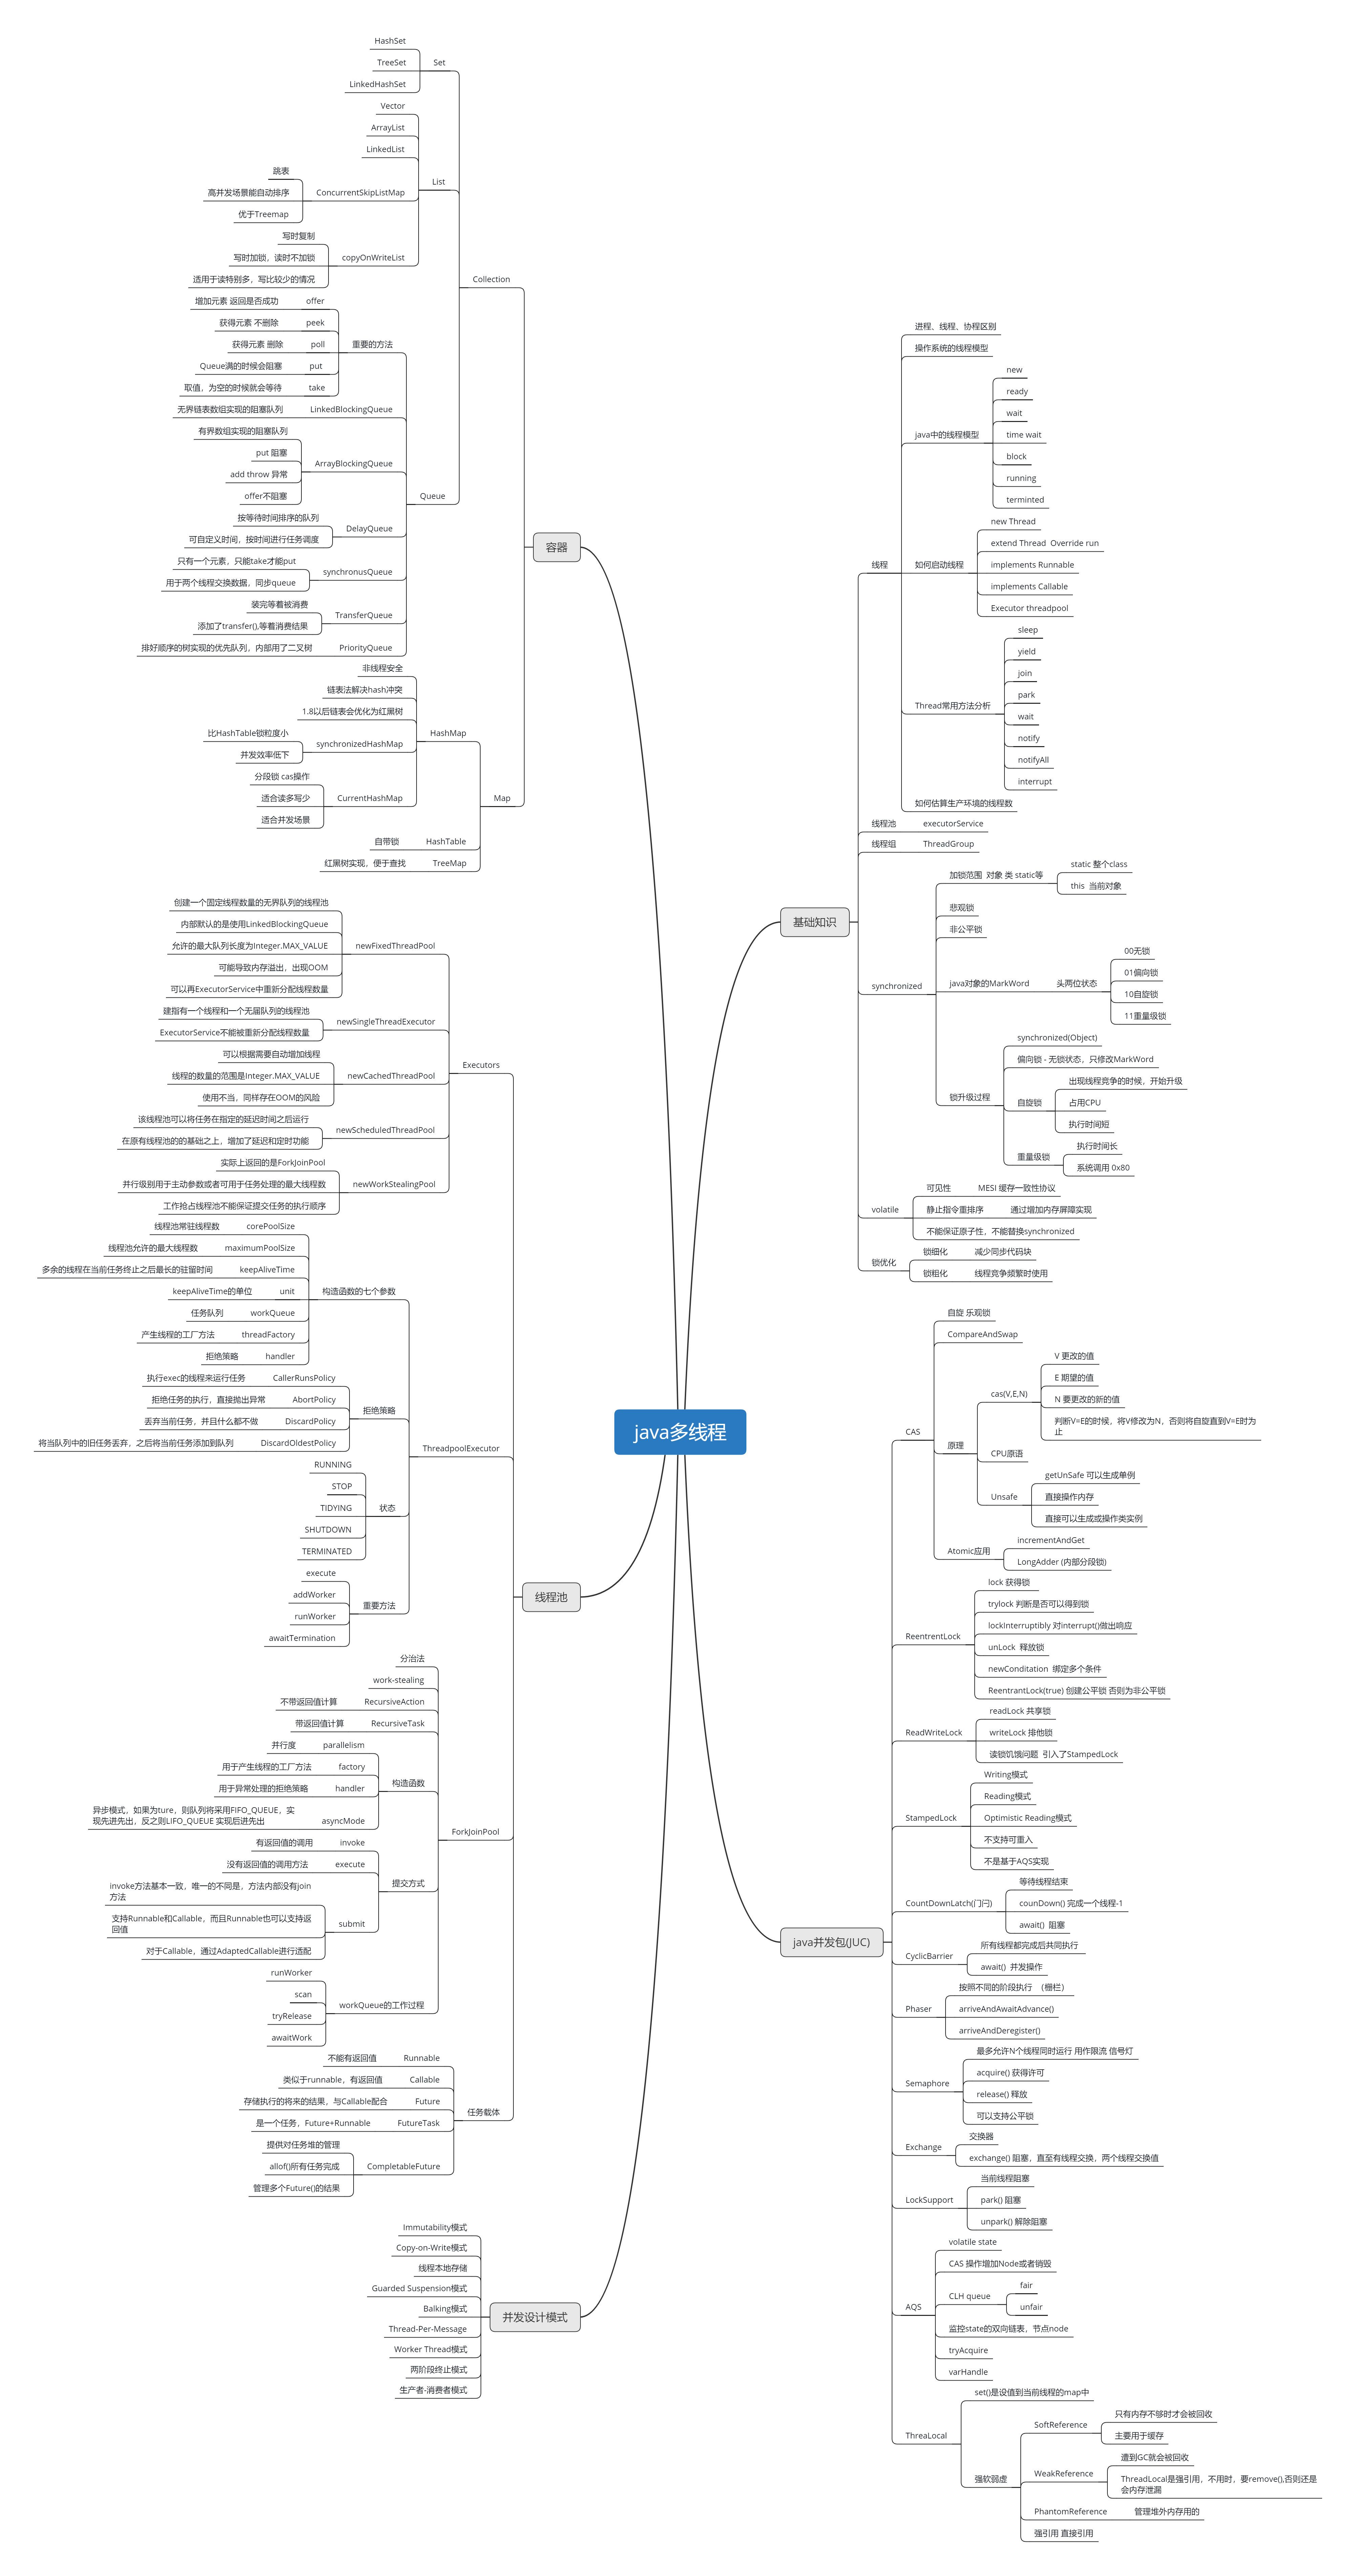 java多线程
基础知识
线程
进程、线程、协程区别
操作系统的线程模型
java中的线程模型
new
ready
wait
time wait
block
running
terminted
如何启动线程
new Thread
extend Thread  Override run
implements Runnable
implements Callable
Executor threadpool
Thread常用方法分析
sleep
yield
join
park
wait
notify
notifyAll
interrupt
如何估算生产环境的线程数
线程池
executorService
线程组
ThreadGroup
synchronized
加锁范围  对象 类 static等
static 整个class
this  当前对象
悲观锁
非公平锁
java对象的MarkWord
头两位状态
00无锁
01偏向锁
10自旋锁
11重量级锁
锁升级过程
synchronized(Object)
偏向锁 - 无锁状态，只修改MarkWord
自旋锁
出现线程竞争的时候，开始升级
占用CPU
执行时间短
重量级锁
执行时间长
系统调用 0x80
volatile
可见性
MESI 缓存一致性协议
静止指令重排序
通过增加内存屏障实现
不能保证原子性，不能替换synchronized
锁优化
锁细化
减少同步代码块
锁粗化
线程竞争频繁时使用
java并发包(JUC)
CAS
自旋 乐观锁
CompareAndSwap
原理
cas(V,E,N)
V 更改的值
E 期望的值
N 要更改的新的值
判断V=E的时候，将V修改为N，否则将自旋直到V=E时为
止
CPU原语
Unsafe
getUnSafe 可以生成单例
直接操作内存
直接可以生成或操作类实例
Atomic应用
incrementAndGet
LongAdder (内部分段锁)
ReentrentLock
lock 获得锁
trylock 判断是否可以得到锁
lockInterruptibly 对interrupt()做出响应
unLock  释放锁
newConditation  绑定多个条件
ReentrantLock(true) 创建公平锁 否则为非公平锁
ReadWriteLock
readLock 共享锁
writeLock 排他锁
读锁饥饿问题  引入了StampedLock
StampedLock
Writing模式
Reading模式
Optimistic Reading模式
不支持可重入
不是基于AQS实现
CountDownLatch(门闩)
等待线程结束
counDown() 完成一个线程-1
await()  阻塞
CyclicBarrier
所有线程都完成后共同执行
await()  并发操作
Phaser
按照不同的阶段执行  （栅栏）
arriveAndAwaitAdvance()
arriveAndDeregister()
Semaphore
最多允许N个线程同时运行 用作限流 信号灯
acquire() 获得许可
release() 释放
可以支持公平锁
Exchange
交换器
exchange() 阻塞，直至有线程交换，两个线程交换值
LockSupport
当前线程阻塞
park() 阻塞
unpark() 解除阻塞
AQS
volatile state
CAS 操作增加Node或者销毁
CLH queue
fair
unfair
监控state的双向链表，节点node
tryAcquire
varHandle
ThreaLocal
set()是设值到当前线程的map中
强软弱虚
SoftReference
只有内存不够时才会被回收
主要用于缓存
WeakReference
遭到GC就会被回收
ThreadLocal是强引用，不用时，要remove(),否则还是
会内存泄漏
PhantomReference
管理堆外内存用的
强引用 直接引用
容器
Collection
Set
HashSet
TreeSet
LinkedHashSet
List
Vector
ArrayList
LinkedList
ConcurrentSkipListMap
跳表
高并发场景能自动排序
优于Treemap
copyOnWriteList
写时复制
写时加锁，读时不加锁
适用于读特别多，写比较少的情况
Queue
重要的方法
offer
增加元素 返回是否成功
peek
获得元素 不删除
poll
获得元素 删除
put
Queue满的时候会阻塞
take
取值，为空的时候就会等待
LinkedBlockingQueue
无界链表数组实现的阻塞队列
ArrayBlockingQueue
有界数组实现的阻塞队列
put 阻塞
add throw 异常
offer不阻塞
DelayQueue
按等待时间排序的队列
可自定义时间，按时间进行任务调度
synchronusQueue
只有一个元素，只能take才能put
用于两个线程交换数据，同步queue
TransferQueue
装完等着被消费
添加了transfer(),等着消费结果
PriorityQueue
排好顺序的树实现的优先队列，内部用了二叉树
Map
HashMap
非线程安全
链表法解决hash冲突
1.8以后链表会优化为红黑树
synchronizedHashMap
比HashTable锁粒度小
并发效率低下
CurrentHashMap
分段锁 cas操作
适合读多写少
适合并发场景
HashTable
自带锁
TreeMap
红黑树实现，便于查找
线程池
Executors
newFixedThreadPool
创建一个固定线程数量的无界队列的线程池
内部默认的是使用LinkedBlockingQueue
允许的最大队列长度为Integer.MAX_VALUE
可能导致内存溢出，出现OOM
可以再ExecutorService中重新分配线程数量
newSingleThreadExecutor
建指有一个线程和一个无届队列的线程池
ExecutorService不能被重新分配线程数量
newCachedThreadPool
可以根据需要自动增加线程
线程的数量的范围是Integer.MAX_VALUE
使用不当，同样存在OOM的风险
newScheduledThreadPool
该线程池可以将任务在指定的延迟时间之后运行
在原有线程池的的基础之上，增加了延迟和定时功能
newWorkStealingPool
实际上返回的是ForkJoinPool
并行级别用于主动参数或者可用于任务处理的最大线程数
工作抢占线程池不能保证提交任务的执行顺序
ThreadpoolExecutor
构造函数的七个参数
corePoolSize
线程池常驻线程数
maximumPoolSize
线程池允许的最大线程数
keepAliveTime
多余的线程在当前任务终止之后最长的驻留时间
unit
keepAliveTime的单位
workQueue
任务队列
threadFactory
产生线程的工厂方法
handler
拒绝策略
拒绝策略
CallerRunsPolicy
执行exec的线程来运行任务
AbortPolicy
拒绝任务的执行，直接抛出异常
DiscardPolicy
丢弃当前任务，并且什么都不做
DiscardOldestPolicy
将当队列中的旧任务丢弃，之后将当前任务添加到队列
状态
RUNNING
STOP
TIDYING
SHUTDOWN
TERMINATED
重要方法
execute
addWorker
runWorker
awaitTermination
ForkJoinPool
分治法
work-stealing
RecursiveAction
不带返回值计算
RecursiveTask
带返回值计算
构造函数
parallelism
并行度
factory
用于产生线程的工厂方法
handler
用于异常处理的拒绝策略
asyncMode
异步模式，如果为ture，则队列将采用FIFO_QUEUE，实
现先进先出，反之则LIFO_QUEUE 实现后进先出
提交方式
invoke
有返回值的调用
execute
没有返回值的调用方法
submit
invoke方法基本一致，唯一的不同是，方法内部没有join
方法
支持Runnable和Callable，而且Runnable也可以支持返
回值
对于Callable，通过AdaptedCallable进行适配
workQueue的工作过程
runWorker
scan
tryRelease
awaitWork
任务载体
Runnable
不能有返回值
Callable
类似于runnable，有返回值
Future
存储执行的将来的结果，与Callable配合
FutureTask
是一个任务，Future+Runnable
CompletableFuture
提供对任务堆的管理
allof()所有任务完成
管理多个Future()的结果
并发设计模式
Immutability模式
Copy-on-Write模式
线程本地存储
Guarded Suspension模式
Balking模式
Thread-Per-Message
Worker Thread模式
两阶段终止模式
生产者-消费者模式